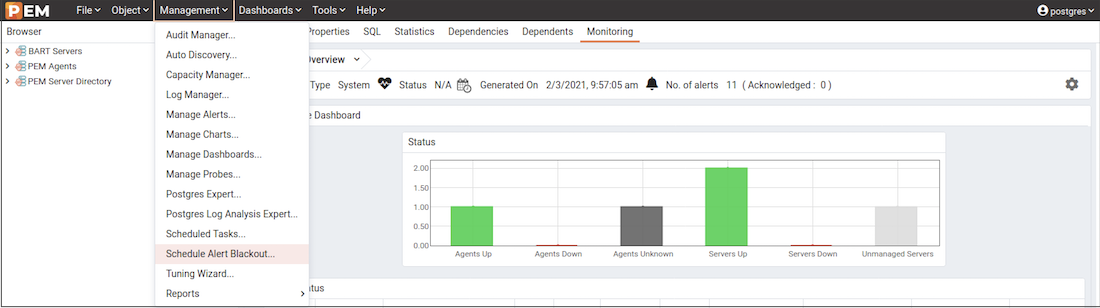 PEM File Object Management Dashboards Tools Help postgres
Browser
BART Servers
PEM Agents
PEM Server Directory
Audit Manager...
Auto Discovery...
Capacity Manager...
Log Manager...
Manage Alerts...
Manage Charts...
Manage Dashboards...
Manage Probes...
Postgres Expert...
Postgres Log Analysis Expert...
Scheduled Tasks...
Schedule Alert Blackout...
Tuning Wizard...
Reports
Properties SQL Statistics Dependencies Dependents Monitoring
Overview
Type System Status N/A Generated On 2/3/2021, 9:57:05 am No. of alerts 11 ( Acknowledged : 0 )
e Dashboard
Status
2.00
1.50
1.00
0.50
0.00
Agents Up Agents Down Agents Unknown Servers Up Servers Down Unmanaged Servers
tatus